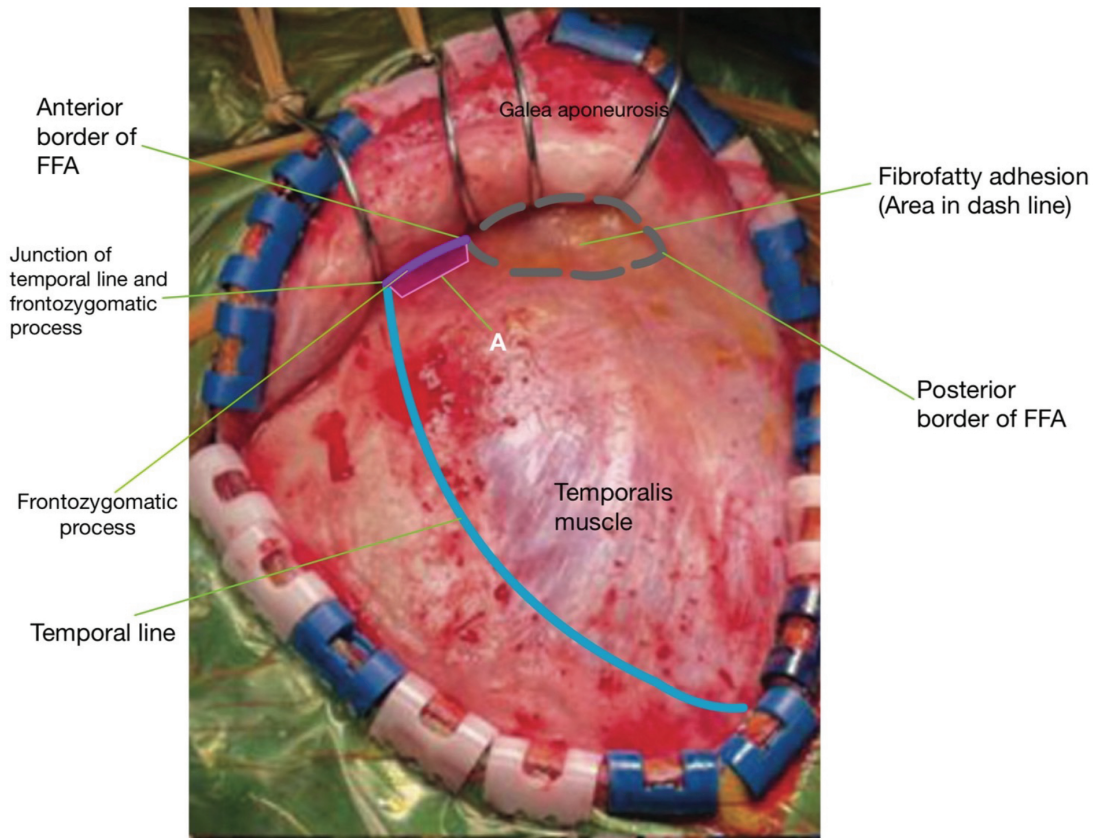 Galea aponeurosis
Anterior
border of
FFA
Fibrofatty adhesion
(Area in dash line)
Junction of
temporal line and
frontozygomatic
process
A
Posterior
border of FFA
Frontozygomatic
process
Temporalis
muscle
Temporal line